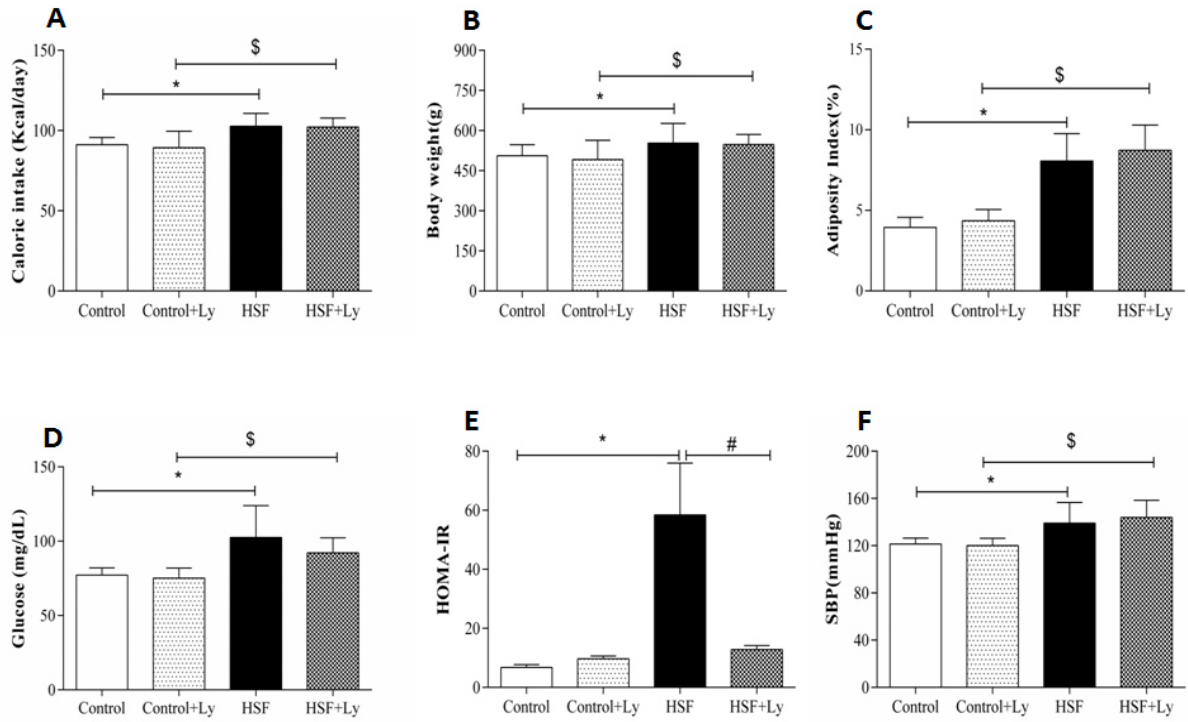 A
Caloric intake (Kcal/day)
150
100
50
0
*
$
Control Control+Ly HSF HSF+Ly
B
Body weight(g)
900
750
600
450
300
150
0
*
$
Control Control+Ly HSF HSF+Ly
C
Adiposity Index(%)
15
10
5
0
*
$
Control Control+Ly HSF HSF+Ly
D
Glucose (mg/dL)
150
100
50
0
*
$
Control Control+Ly HSF HSF+Ly
E
HOMA-IR
80
60
40
20
0
*
#
Control Control+Ly HSF HSF+Ly
F
SBP(mmHg)
200
160
120
80
40
0
*
$
Control Control+Ly HSF HSF+Ly